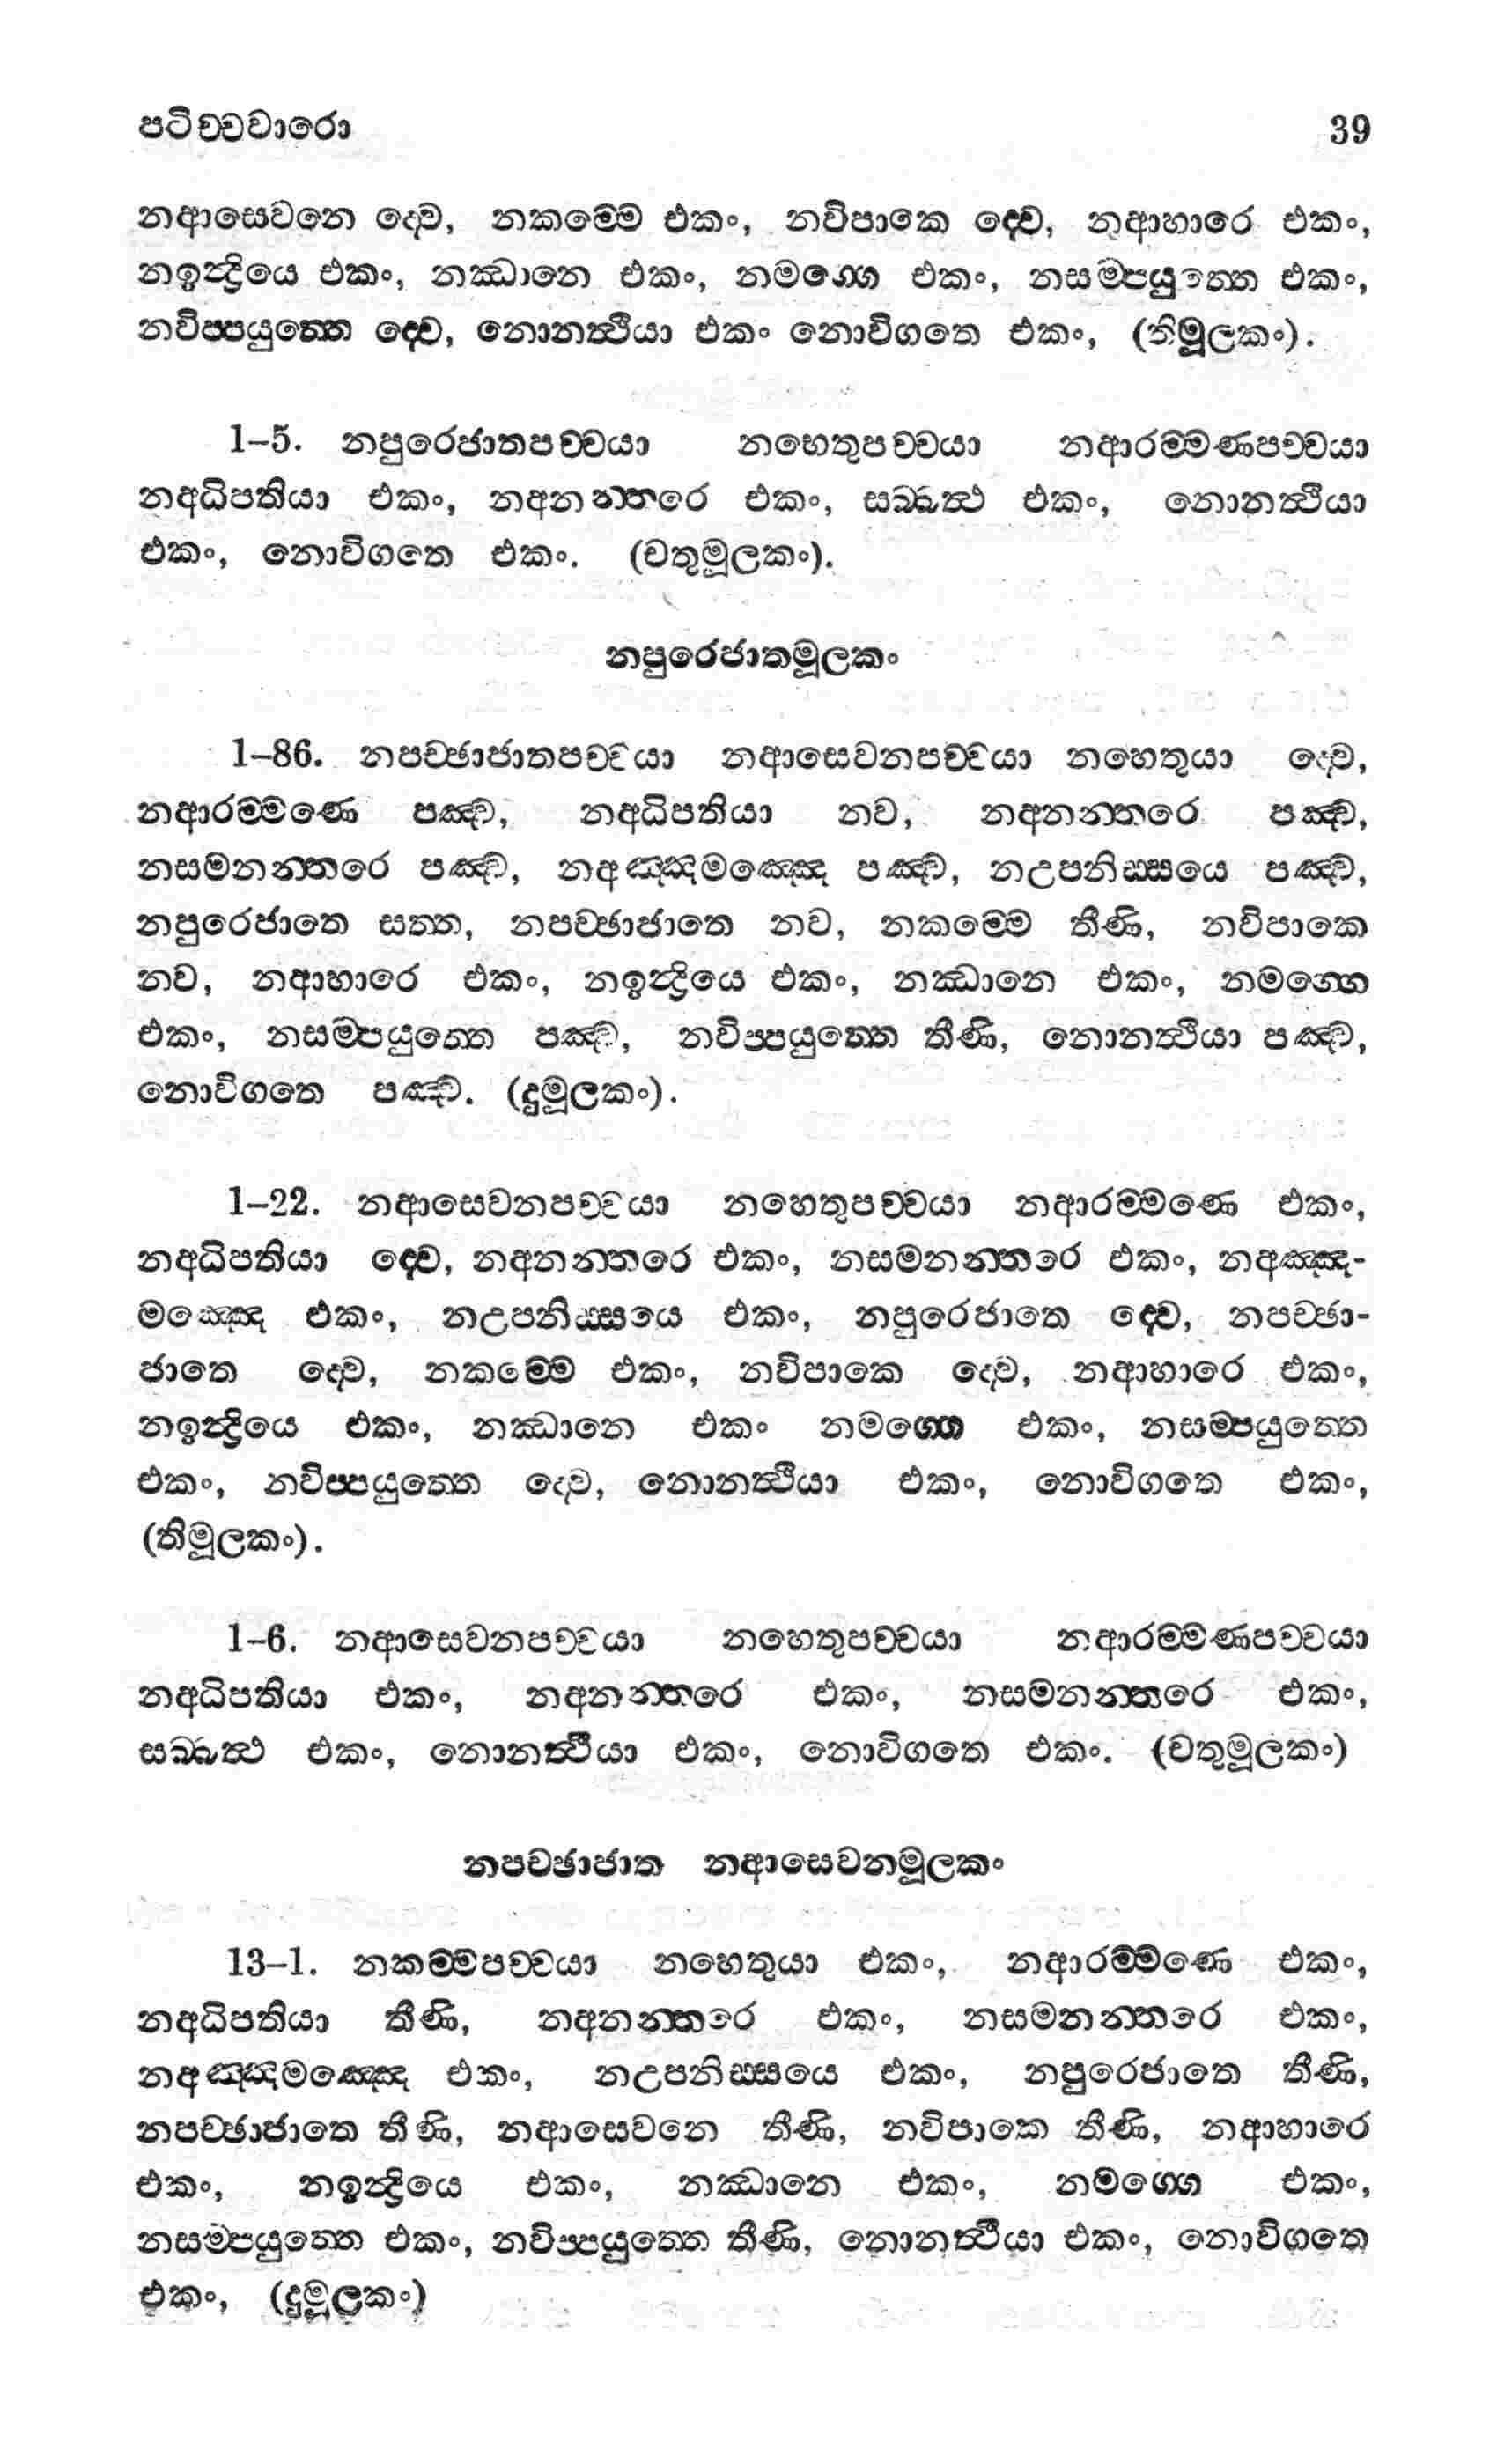 පටිච්චවාරො 39
නආසෙවනෙ ද්වෙ, නකම්මෙ එකං, නවිපාකෙ ද්වෙ, නආහාරෙ එකං,
නඉන්ද්‍රියෙ එකං, නඣානෙ එකං, නමග්ගෙ එකං, නසම්පයුත්තෙ එකං,
නවිප්පයුත්තෙ ද්වෙ, නොනත්ථියා එකං නොවිගතෙ එකං, (තිමූලකං).
1–5. නපුරෙජාතපච්චයා නහෙතුපච්චයා නආරම්මණපච්චයා
නඅධිපතියා එකං, නඅනන්තරෙ එකං, සබ්බත්ථ එකං, නොනත්ථියා
එකං, නොවිගතෙ එකං. (චතුමූලකං).
නපුරෙජාතමූලකං
1–86. නපච්ඡාජාතපච්චයා නආසෙවනපච්චයා නහෙතුයා ද්වෙ,
නආරම්මණෙ පඤ්ච, නඅධිපතියා නව, නඅනන්තරෙ පඤ්ච,
නසමනන්තරෙ පඤ්ච, නඅඤ්ඤමඤ්ඤෙ පඤ්ච, නඋපනිස්සයෙ පඤ්ච,
නපුරෙජාතෙ සත්ත, නපච්ඡාජාතෙ නව, නකම්මෙ තීණි, නවිපාකෙ
නව, නආහාරෙ එකං, නඉන්ද්‍රියෙ එකං, නඣානෙ එකං, නමග්ගෙ
එකං, නසම්පයුත්තෙ පඤ්ච, නවිප්පයුත්තෙ තීණි, නොනත්ථියා පඤ්ච,
නොවිගතෙ පඤ්ච. (දුමූලකං).
1–22. නආසෙවනපච්චයා නහෙතුපච්චයා නආරම්මණෙ එකං,
නඅධිපතියා ද්වෙ, නඅනන්තරෙ එකං, නසමනන්තරෙ එකං, නඅඤ්ඤ-
මඤ්ඤෙ එකං, නඋපනිස්සයෙ එකං, නපුරෙජාතෙ ද්වෙ, නපච්ඡා-
ජාතෙ ද්වෙ, නකම්මෙ එකං, නවිපාකෙ ද්වෙ, නආහාරෙ එකං,
නඉන්ද්‍රියෙ එකං, නඣානෙ එකං නමග්ගෙ එකං, නසම්පයුත්තෙ
එකං, නවිප්පයුත්තෙ ද්වෙ, නොනත්ථියා එකං, නොවිගතෙ එකං,
(තිමූලකං).
1–6. නආසෙවනපච්චයා නහෙතුපච්චයා නආරම්මණපච්චයා
නඅධිපතියා එකං, නඅනන්තරෙ එකං, නසමනන්තරෙ එකං,
සබ්බත්ථ එකං, නොනත්ථියා එකං, නොවිගතෙ එකං. (චතුමූලකං)
නපච්ඡාජාත නආසෙවනමූලකං
13–1. නකම්මපච්චයා නහෙතුයා එකං, නආරම්මණෙ එකං,
නඅධිපතියා තීණි, නඅනන්තරෙ එකං, නසමනන්තරෙ එකං,
නඅඤ්ඤමඤ්ඤෙ එකං, නඋපනිස්සයෙ එකං, නපුරෙජාතෙ තීණි,
නපච්ඡාජාතෙ තීණි, නආසෙවනෙ තීණි, නවිපාකෙ තීණි, නආහාරෙ
එකං, නඉන්ද්‍රියෙ එකං, නඣානෙ එකං, නමග්ගෙ එකං,
නසම්පයුත්තෙ එකං, නවිප්පයුත්තෙ තීණි, නොනත්ථියා එකං, නොවිගතෙ
එකං, (දුමූලකං)